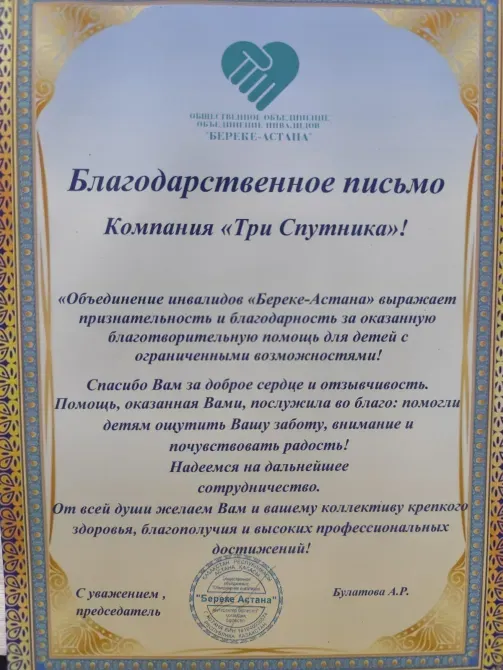 ОБЩЕСТВЕННОЕ ОБЪЕДИНЕНИЕ
ОБЪЕДИНЕНИЕ ИНВАЛИДОВ
"БЕРЕКЕ-АСТАНА"
Благодарственное письмо
Компания «Три Спутника»!
«Объединение инвалидов «Береке-Астана» выражает
признательность и благодарность за оказанную
благотворительную помощь для детей с
ограниченными возможностями!
Спасибо Вам за доброе сердце и отзывчивость.
Помощь, оказанная Вами, послужила во благо: помогли
детям ощутить Вашу заботу, внимание и
почувствовать радость!
Надеемся на дальнейшее
сотрудничество.
От всей души желаем Вам и вашему коллективу крепкого
здоровья, благополучия и высоких профессиональных
достижений!
С уважением ,
председатель
"Береке Астана"
Булатова А.Р.